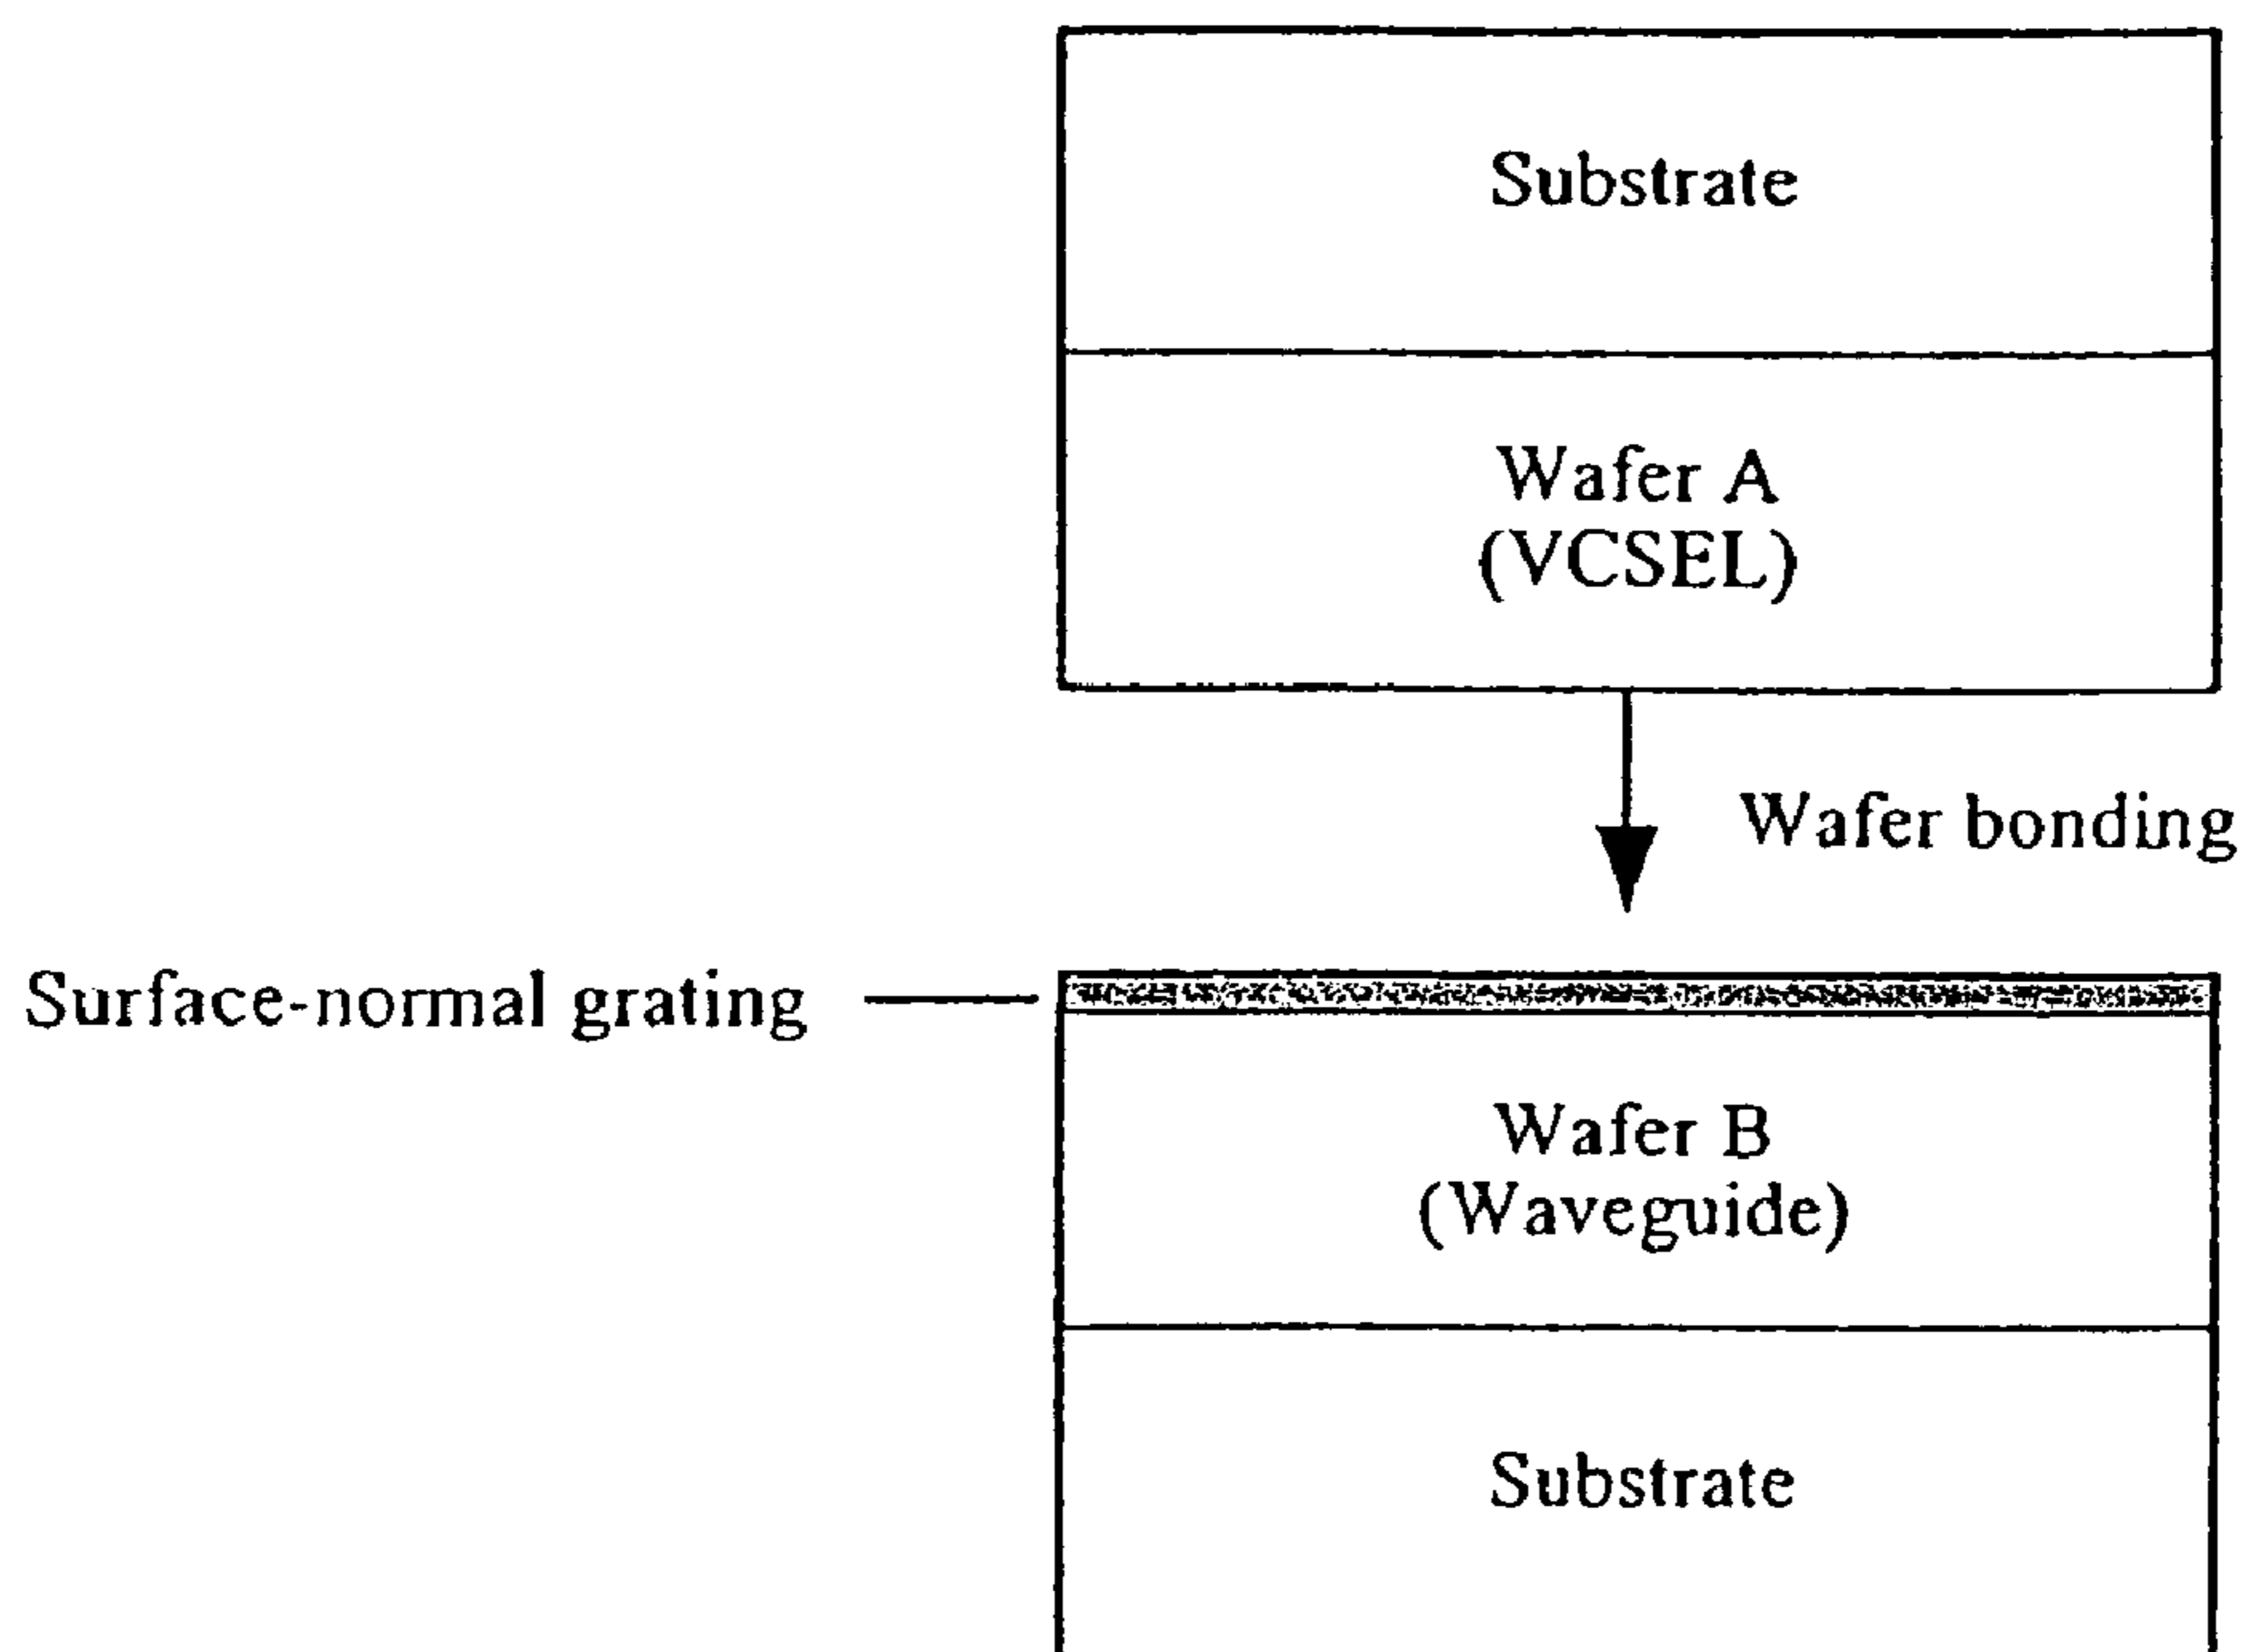 Substrate
Wafer A
(VCSEL)
Wafer bonding
Surface-normal grating
Wafer B
(Waveguide)
Substrate